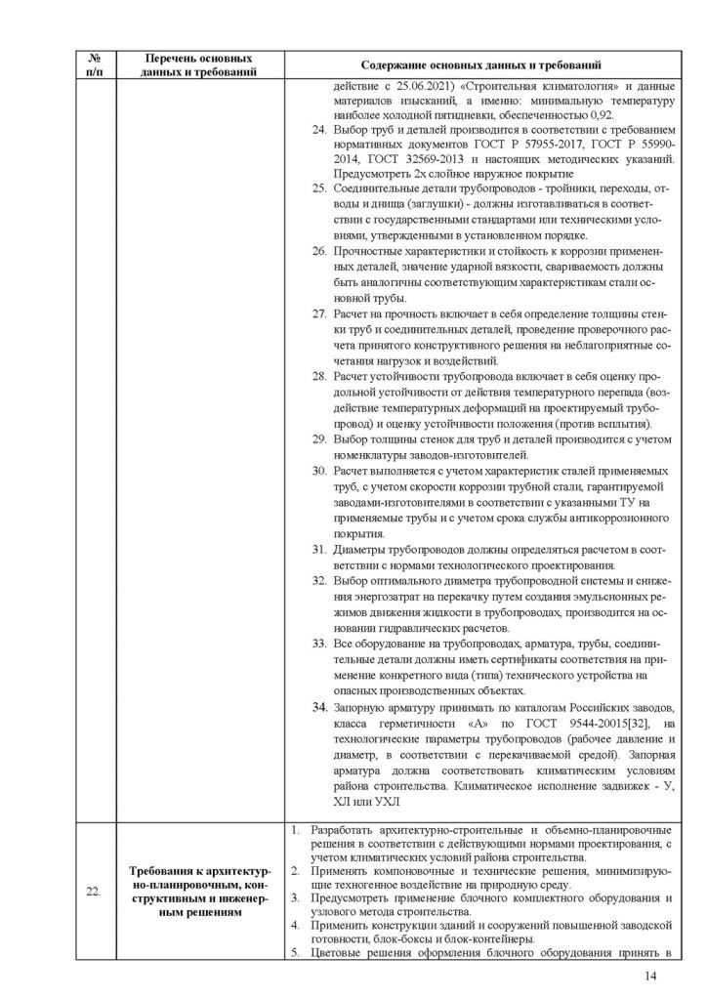 №
п/п
Перечень основных
данных и требований
Содержание основных данных и требований
действие с 25.06.2021) «Строительная климатология» и данные
материалов изысканий, а именно: минимальную температуру
наиболее холодной пятидневки, обеспеченностью 0,92.
24. Выбор труб и деталей производится в соответствии с требованием
нормативных документов ГОСТ Р 57955-2017, ГОСТ Р 55990-
2014, ГОСТ 32569-2013 и настоящих методических указаний.
Предусмотреть 2х слойное наружное покрытие
25. Соединительные детали трубопроводов - тройники, переходы, от-
воды и днища (заглушки) - должны изготавливаться в соответ-
ствии с государственными стандартами или техническими усло-
виями, утвержденными в установленном порядке.
26. Прочностные характеристики и стойкость к коррозии применен-
ных деталей, значение ударной вязкости, свариваемость должны
быть аналогичны соответствующим характеристикам стали ос-
новной трубы.
27. Расчет на прочность включает в себя определение толщины стен-
ки труб и соединительных деталей, проведение проверочного рас-
чета принятого конструктивного решения на неблагоприятные со-
четания нагрузок и воздействий.
28. Расчет устойчивости трубопровода включает в себя оценку про-
дольной устойчивости от действия температурного перепада (воз-
действие температурных деформаций на проектируемый трубо-
провод) и оценку устойчивости положения (против всплытия).
29. Выбор толщины стенок для труб и деталей производится с учетом
номенклатуры заводов-изготовителей.
30. Расчет выполняется с учетом характеристик сталей применяемых
труб, с учетом скорости коррозии трубной стали, гарантируемой
заводами-изготовителями в соответствии с указанными ТУ на
применяемые трубы и с учетом срока службы антикоррозионного
покрытия.
31. Диаметры трубопроводов должны определяться расчетом в соот-
ветствии с нормами технологического проектирования.
32. Выбор оптимального диаметра трубопроводной системы и сниже-
ния энергозатрат на перекачку путем создания эмульсионных ре-
жимов движения жидкости в трубопроводах, производится на ос-
новании гидравлических расчетов.
33. Все оборудование на трубопроводах, арматура, трубы, соедини-
тельные детали должны иметь сертификаты соответствия на при-
менение конкретного вида (типа) технического устройства на
опасных производственных объектах.
34. Запорную арматуру принимать по каталогам Российских заводов,
класса герметичности «А» по ГОСТ 9544-20015[32], на
технологические параметры трубопроводов (рабочее давление и
диаметр, в соответствии с перекачиваемой средой). Запорная
арматура должна соответствовать климатическим условиям
района строительства. Климатическое исполнение задвижек - У,
ХЛ или УХЛ
22.
Требования к архитектур-
но-планировочным, кон-
структивным и инженер-
ным решениям
1. Разработать архитектурно-строительные и объемно-планировочные
решения в соответствии с действующими нормами проектирования, с
учетом климатических условий района строительства.
2. Применять компоновочные и технические решения, минимизирую-
щие техногенное воздействие на природную среду.
3. Предусмотреть применение блочного комплектного оборудования и
узлового метода строительства.
4. Применить конструкции зданий и сооружений повышенной заводской
готовности, блок-боксы и блок-контейнеры.
5. Цветовые решения оформления блочного оборудования принять в
14